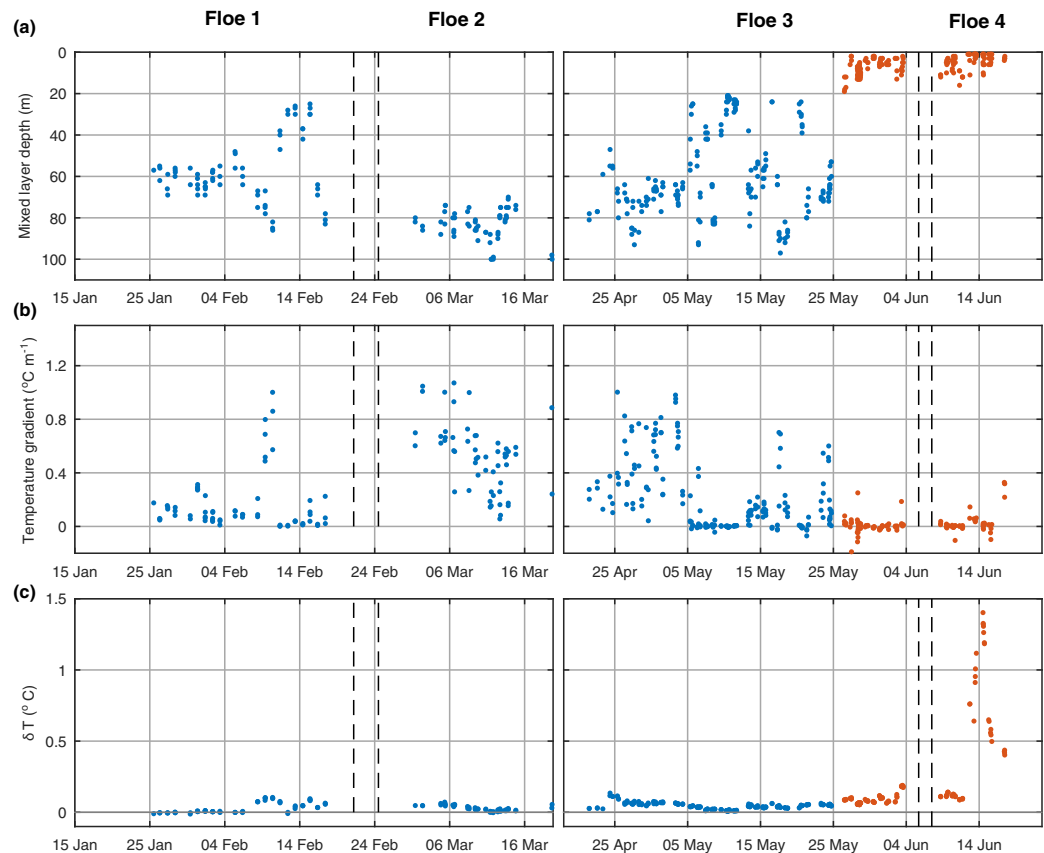 Floe 1 Floe 2 Floe 3 Floe 4
(a)
Mixed layer depth (m)
0
20
40
60
80
100
15 Jan 25 Jan 04 Feb 14 Feb 24 Feb 06 Mar 16 Mar 25 Apr 05 May 15 May 25 May 04 Jun 14 Jun
(b)
Temperature gradient (°C m⁻¹)
1.2
0.8
0.4
0
15 Jan 25 Jan 04 Feb 14 Feb 24 Feb 06 Mar 16 Mar 25 Apr 05 May 15 May 25 May 04 Jun 14 Jun
(c)
δ T (° C)
1.5
1
0.5
0
15 Jan 25 Jan 04 Feb 14 Feb 24 Feb 06 Mar 16 Mar 25 Apr 05 May 15 May 25 May 04 Jun 14 Jun